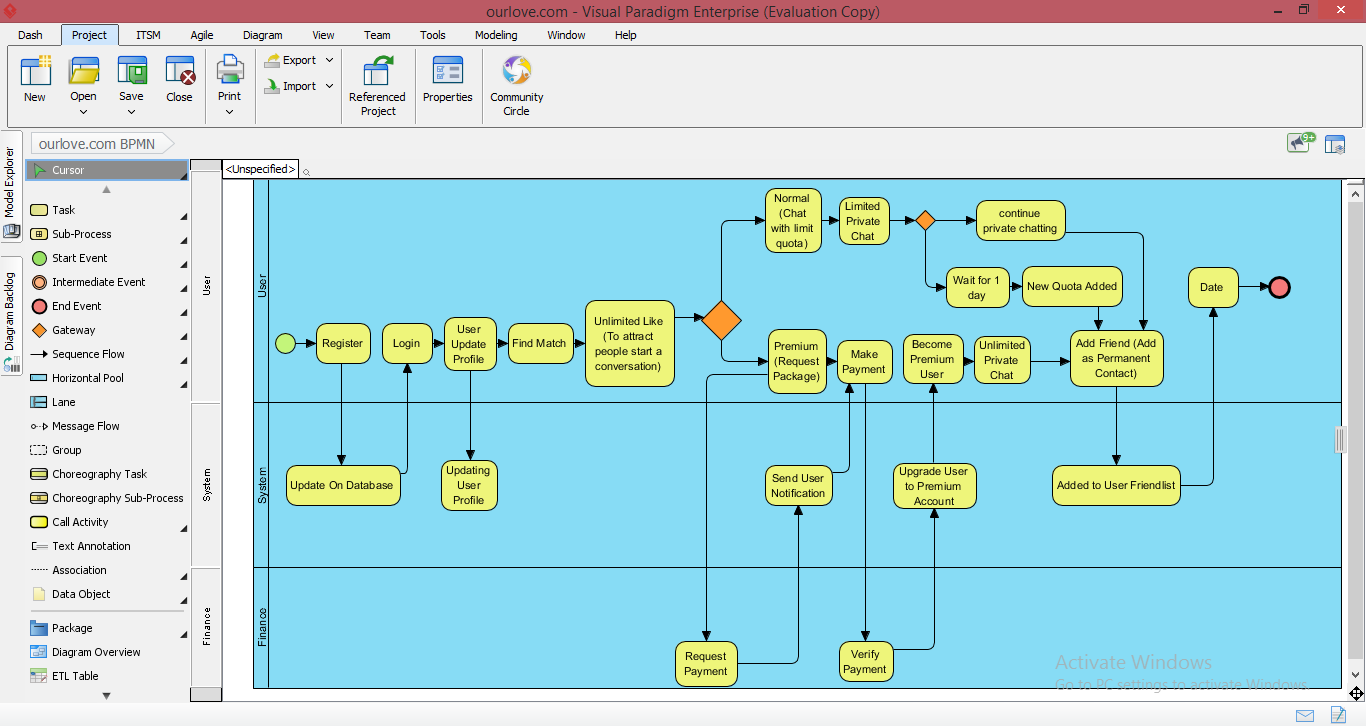 ourlove.com - Visual Paradigm Enterprise (Evaluation Copy)
Dash
Project
ITSM
Agile
Diagram
View
Team
Tools
Modeling
Window
Help
New
Open
Save
Close
Print
Export
Import
Referenced
Project
Properties
Community
Circle
ourlove.com BPMN
9+
Model Explorer
Diagram Backlog
Cursor
Task
Sub-Process
Start Event
Intermediate Event
End Event
Gateway
Sequence Flow
Horizontal Pool
Lane
Message Flow
Group
Choreography Task
Choreography Sub-Process
Call Activity
Text Annotation
Association
Data Object
Package
Diagram Overview
ETL Table
<Unspecified>
User
System
Finance
User
Normal
(Chat
with limit
quota)
Limited
Private
Chat
continue
private chatting
Wait for 1
day
New Quota Added
Date
Register
Login
User
Update
Profile
Find Match
Unlimited Like
(To attract
people start a
conversation)
Premium
(Request
Package)
Make
Payment
Become
Premium
User
Unlimited
Private
Chat
Add Friend (Add
as Permanent
Contact)
System
Update On Database
Updating
User
Profile
Send User
Notification
Upgrade User
to Premium
Account
Added to User Friendlist
Finance
Request
Payment
Verify
Payment
Activate Windows
Go to PC settings to activate Windows.